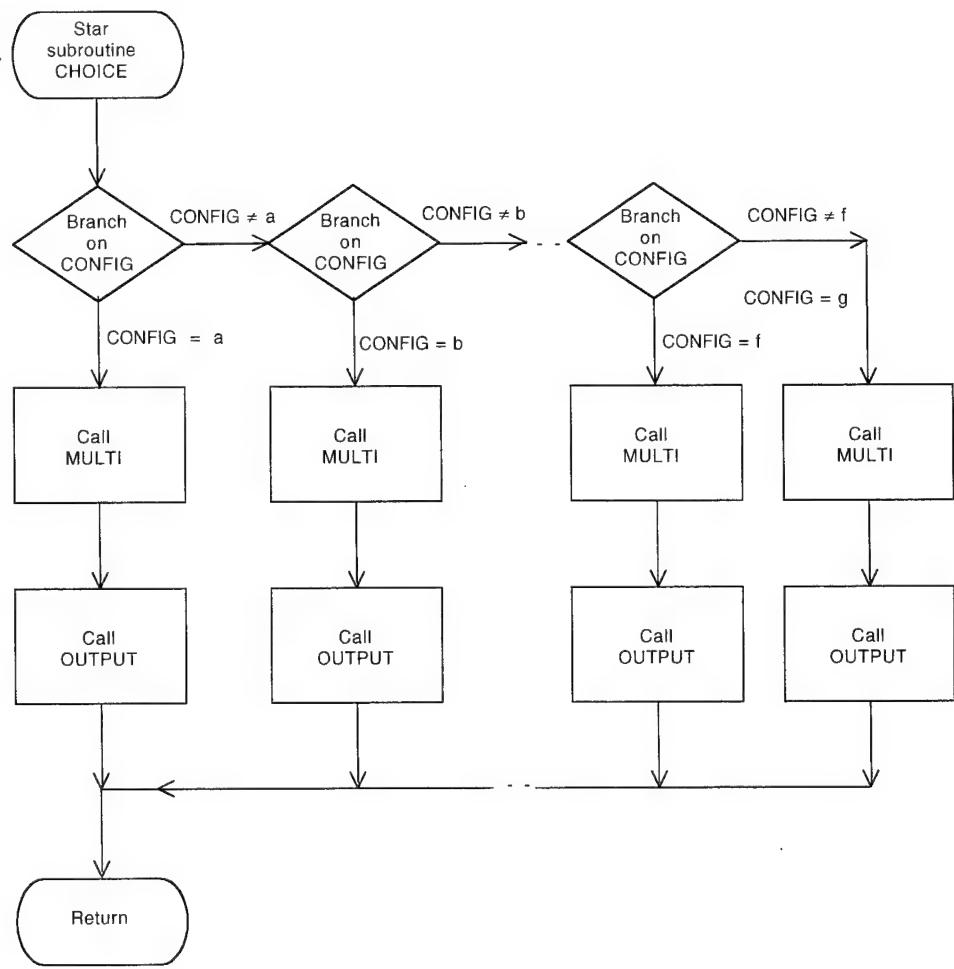 Star
subroutine
CHOICE
Branch
on
CONFIG
CONFIG ≠ a
Branch
on
CONFIG
CONFIG ≠ b
Branch
on
CONFIG
CONFIG ≠ f
CONFIG = g
CONFIG = a
CONFIG = b
CONFIG = f
Call
MULTI
Call
MULTI
Call
MULTI
Call
MULTI
Call
OUTPUT
Call
OUTPUT
Call
OUTPUT
Call
OUTPUT
Return